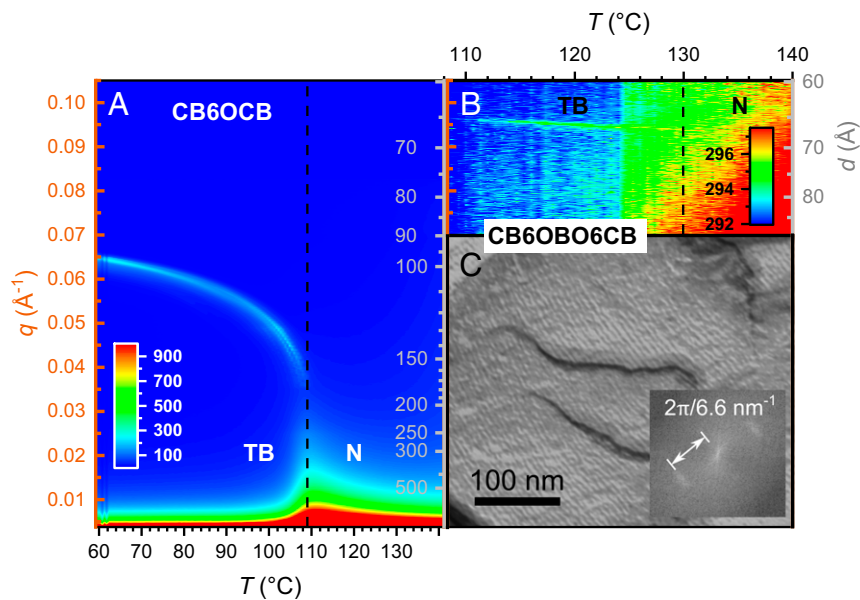 T (°C)
110 120 130 140
A
CB6OCB
TB N
0.10
0.09
0.08
0.07
0.06
0.05
0.04
0.03
0.02
0.01
q (Å⁻¹)
70
80
90
100
150
200
250
300
500
900
700
500
300
100
60 70 80 90 100 110 120 130
T (°C)
B
TB N
296
294
292
60
70
80
d (Å)
CB6OBO6CB
C
2π/6.6 nm⁻¹
100 nm